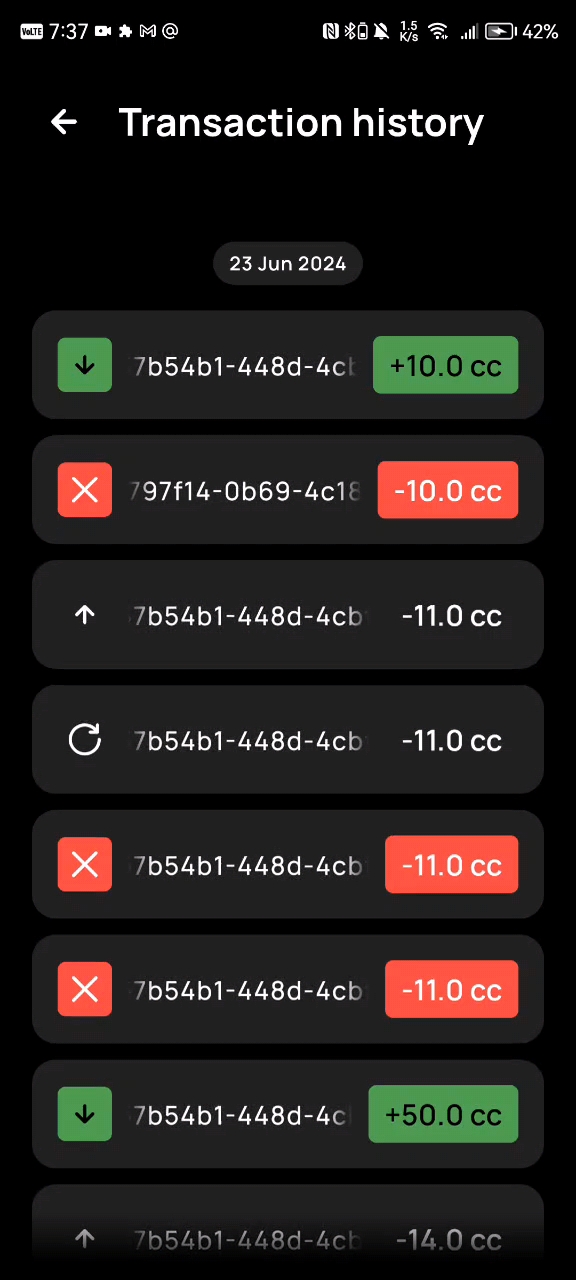 VoLTE 7:37 1.5 K/s 42%
Transaction history
23 Jun 2024
7b54b1-448d-4cb +10.0 cc
797f14-0b69-4c18 -10.0 cc
7b54b1-448d-4cb -11.0 cc
7b54b1-448d-4cb -11.0 cc
7b54b1-448d-4cb -11.0 cc
7b54b1-448d-4cb -11.0 cc
7b54b1-448d-4c +50.0 cc
7b54b1-448d-4cb -14.0 cc